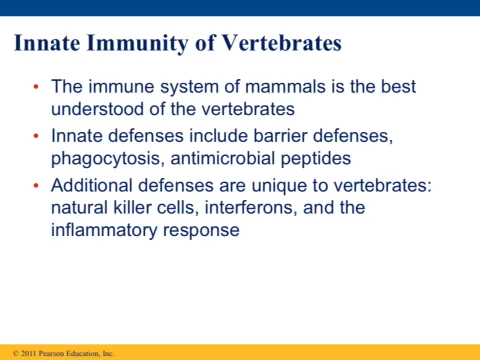 Innate Immunity of Vertebrates
• The immune system of mammals is the best
understood of the vertebrates
• Innate defenses include barrier defenses,
phagocytosis, antimicrobial peptides
• Additional defenses are unique to vertebrates:
natural killer cells, interferons, and the
inflammatory response
© 2011 Pearson Education, Inc.